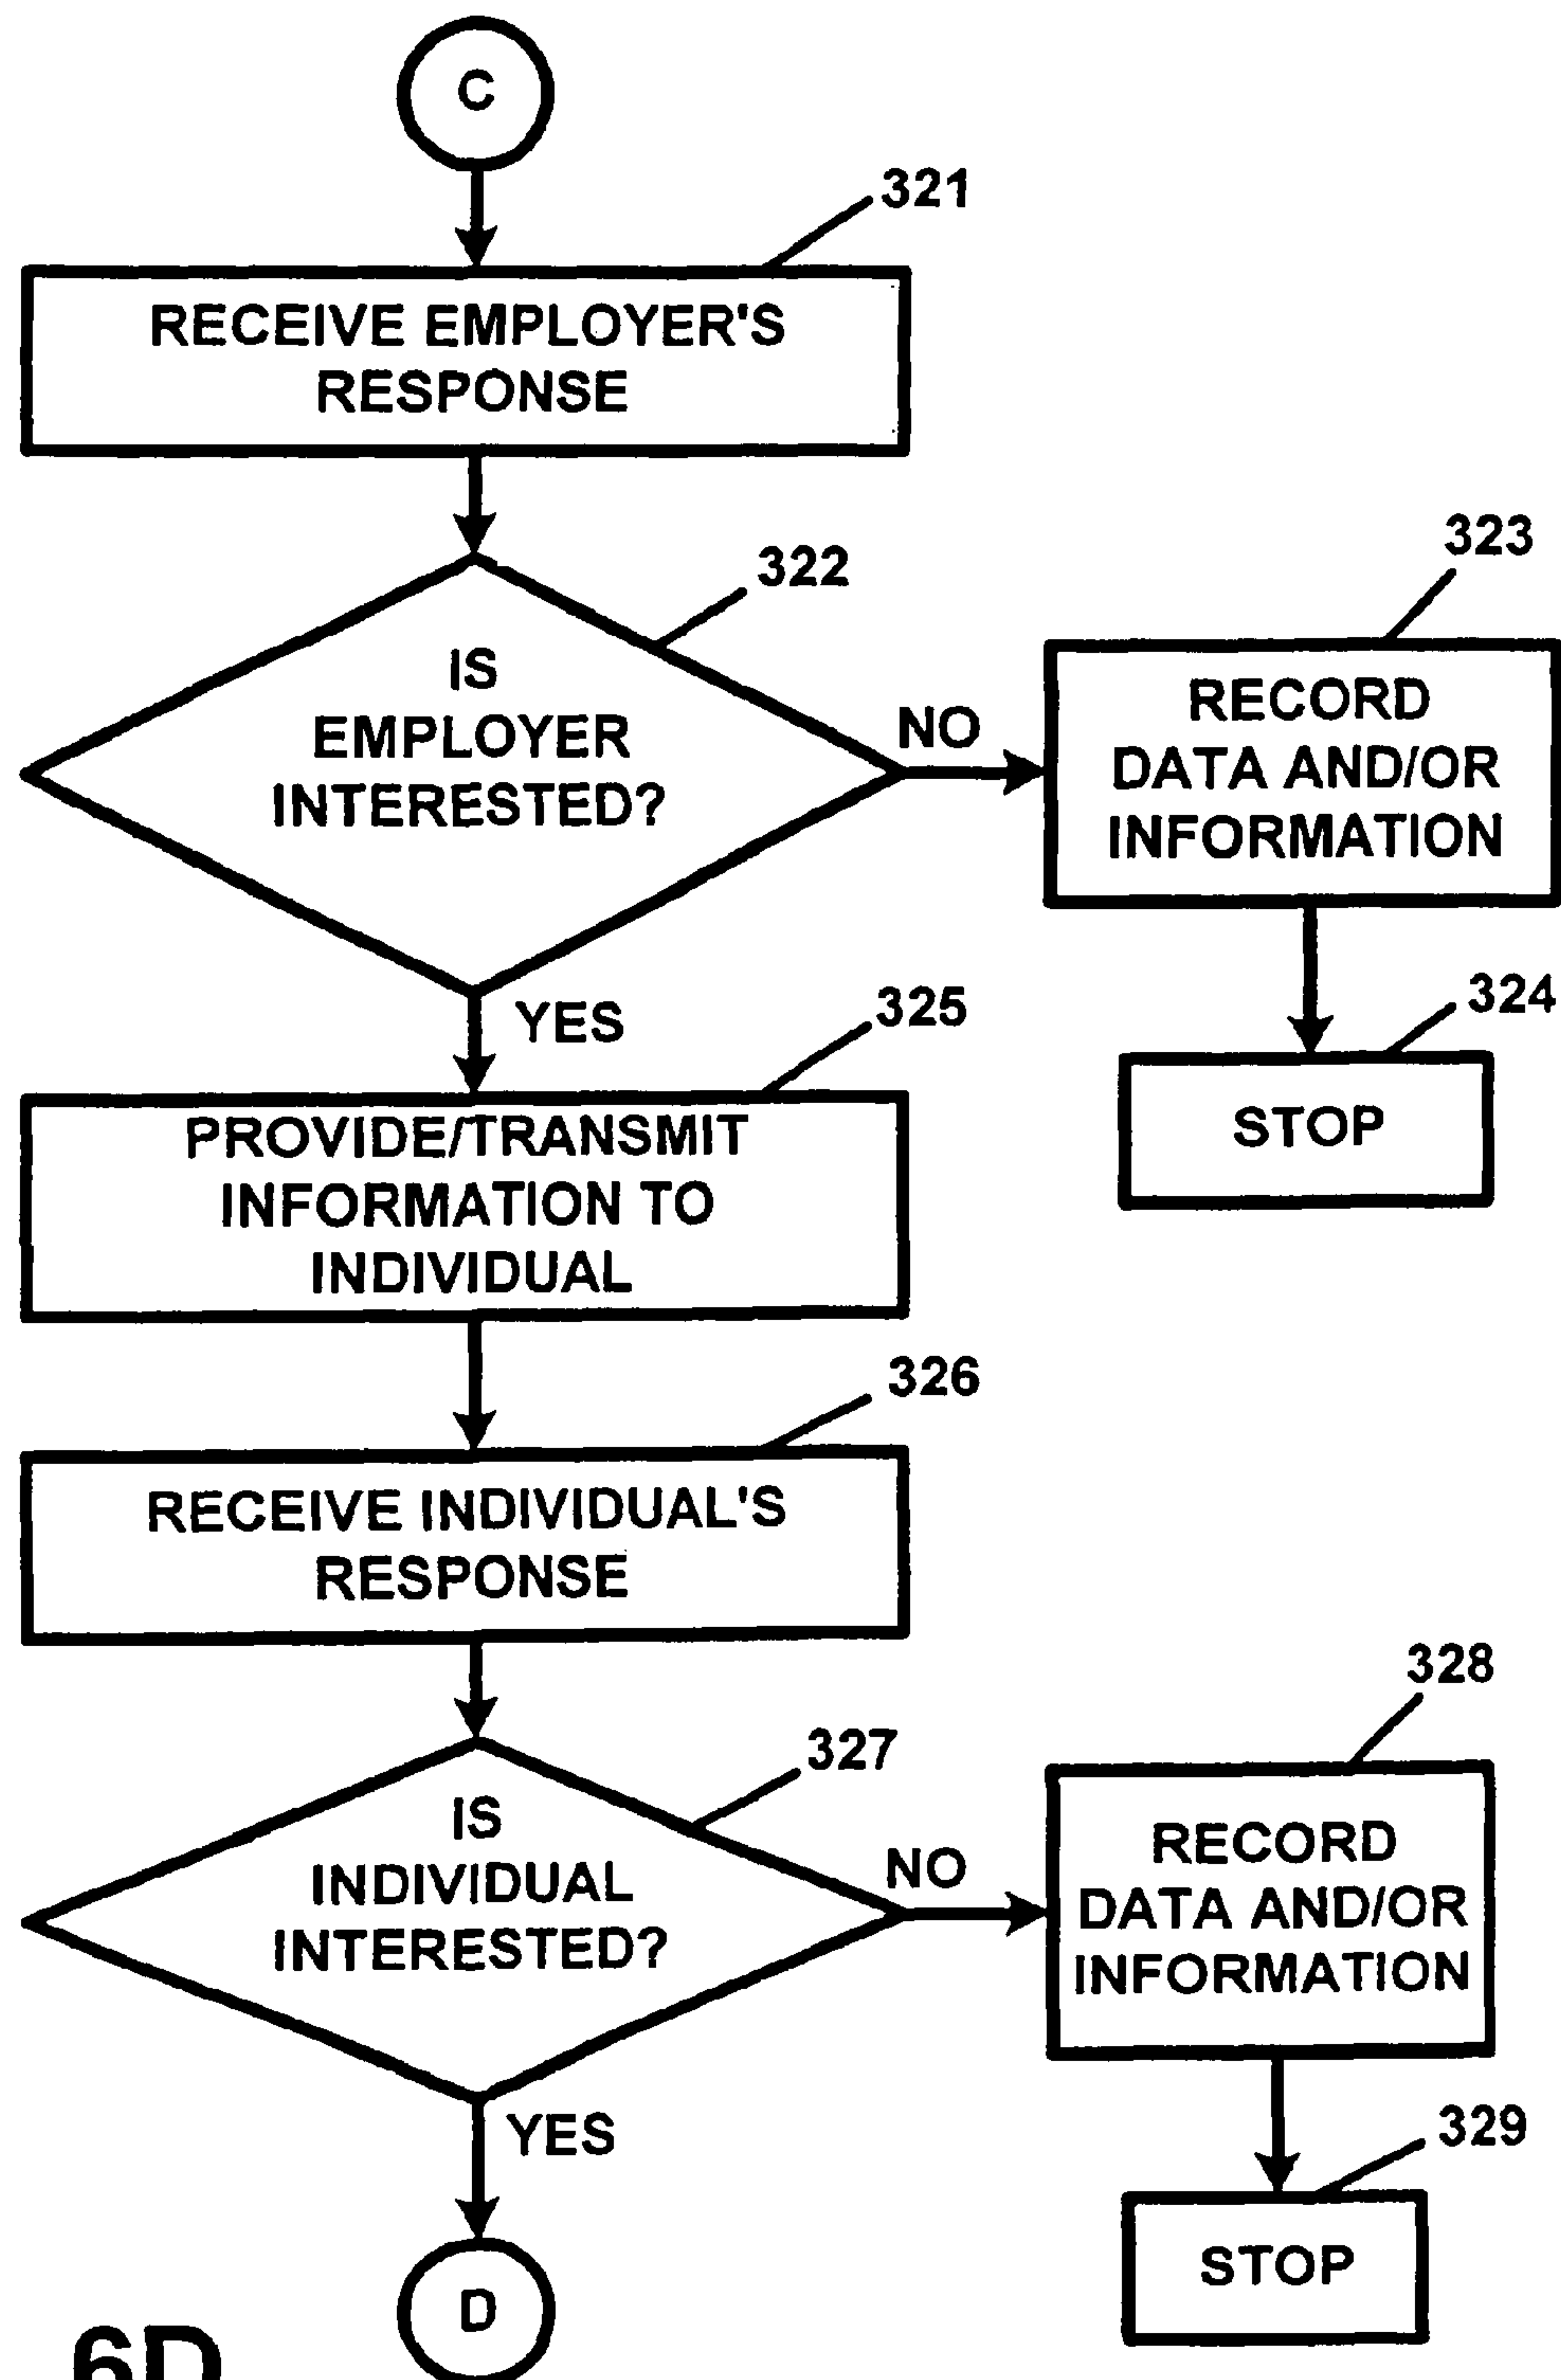 C
321
RECEIVE EMPLOYER'S
RESPONSE
322
IS
EMPLOYER
INTERESTED?
NO
323
RECORD
DATA AND/OR
INFORMATION
324
STOP
YES
325
PROVIDE/TRANSMIT
INFORMATION TO
INDIVIDUAL
326
RECEIVE INDIVIDUAL'S
RESPONSE
327
IS
INDIVIDUAL
INTERESTED?
NO
328
RECORD
DATA AND/OR
INFORMATION
329
STOP
YES
D
6D